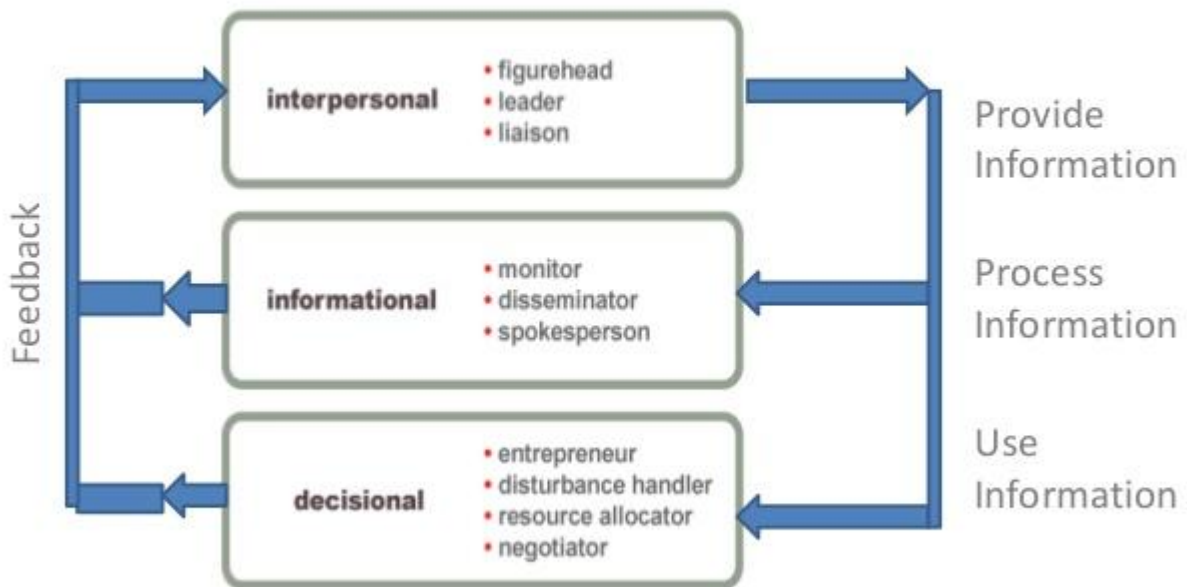 Feedback
interpersonal
• figurehead
• leader
• liaison
Provide
Information
informational
• monitor
• disseminator
• spokesperson
Process
Information
decisional
• entrepreneur
• disturbance handler
• resource allocator
• negotiator
Use
Information